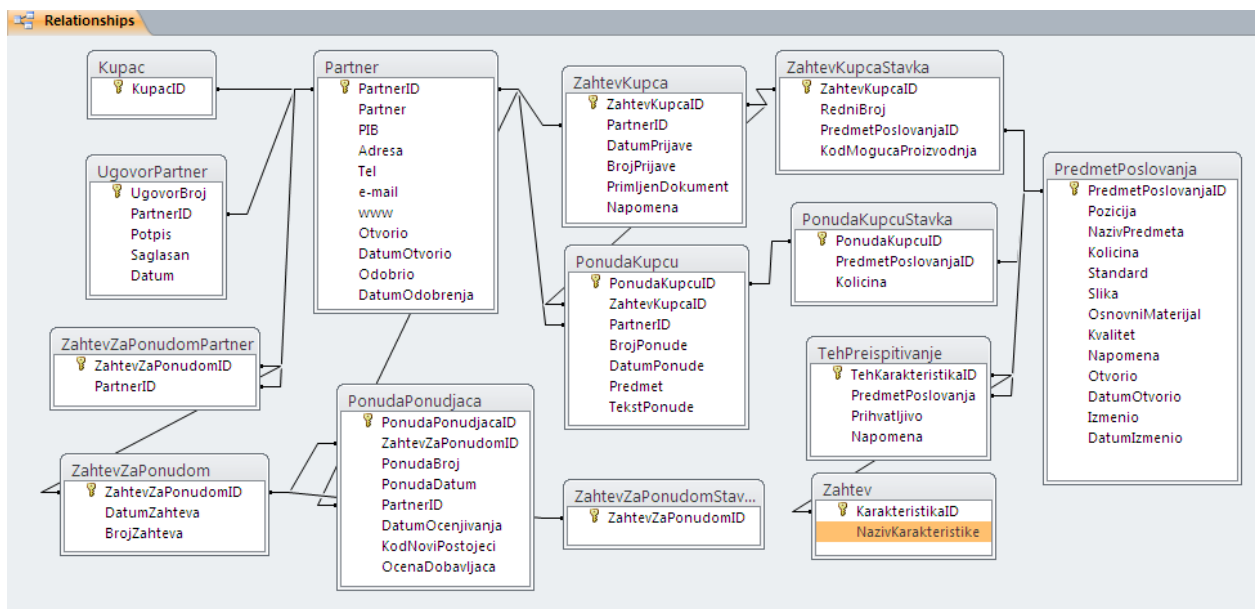 Relationships
Kupac
KupacID
UgovorPartner
UgovorBroj
PartnerID
Potpis
Saglasan
Datum
ZahtevZaPonudomPartner
ZahtevZaPonudomID
PartnerID
ZahtevZaPonudom
ZahtevZaPonudomID
DatumZahteva
BrojZahteva
Partner
PartnerID
Partner
PIB
Adresa
Tel
e-mail
www
Otvorio
DatumOtvorio
Odobrio
DatumOdobrenja
PonudaPonudjaca
PonudaPonudjacaID
ZahtevZaPonudomID
PonudaBroj
PonudaDatum
PartnerID
DatumOcenjivanja
KodNoviPostojeci
OcenaDobavljaca
ZahtevKupca
ZahtevKupcaID
PartnerID
DatumPrijave
BrojPrijave
PrimljenDokument
Napomena
PonudaKupcu
PonudaKupcuID
ZahtevKupcaID
PartnerID
BrojPonude
DatumPonude
Predmet
TekstPonude
ZahtevZaPonudomStav...
ZahtevZaPonudomID
ZahtevKupcaStavka
ZahtevKupcaID
RedniBroj
PredmetPoslovanjaID
KodMogucaProizvodnja
PonudaKupcuStavka
PonudaKupcuID
PredmetPoslovanjaID
Kolicina
TehPreispitivanje
TehKarakteristikaID
PredmetPoslovanja
Prihvatljivo
Napomena
Zahtev
KarakteristikaID
NazivKarakteristike
PredmetPoslovanja
PredmetPoslovanjaID
Pozicija
NazivPredmeta
Kolicina
Standard
Slika
OsnovniMaterijal
Kvalitet
Napomena
Otvorio
DatumOtvorio
Izmenio
DatumIzmenio